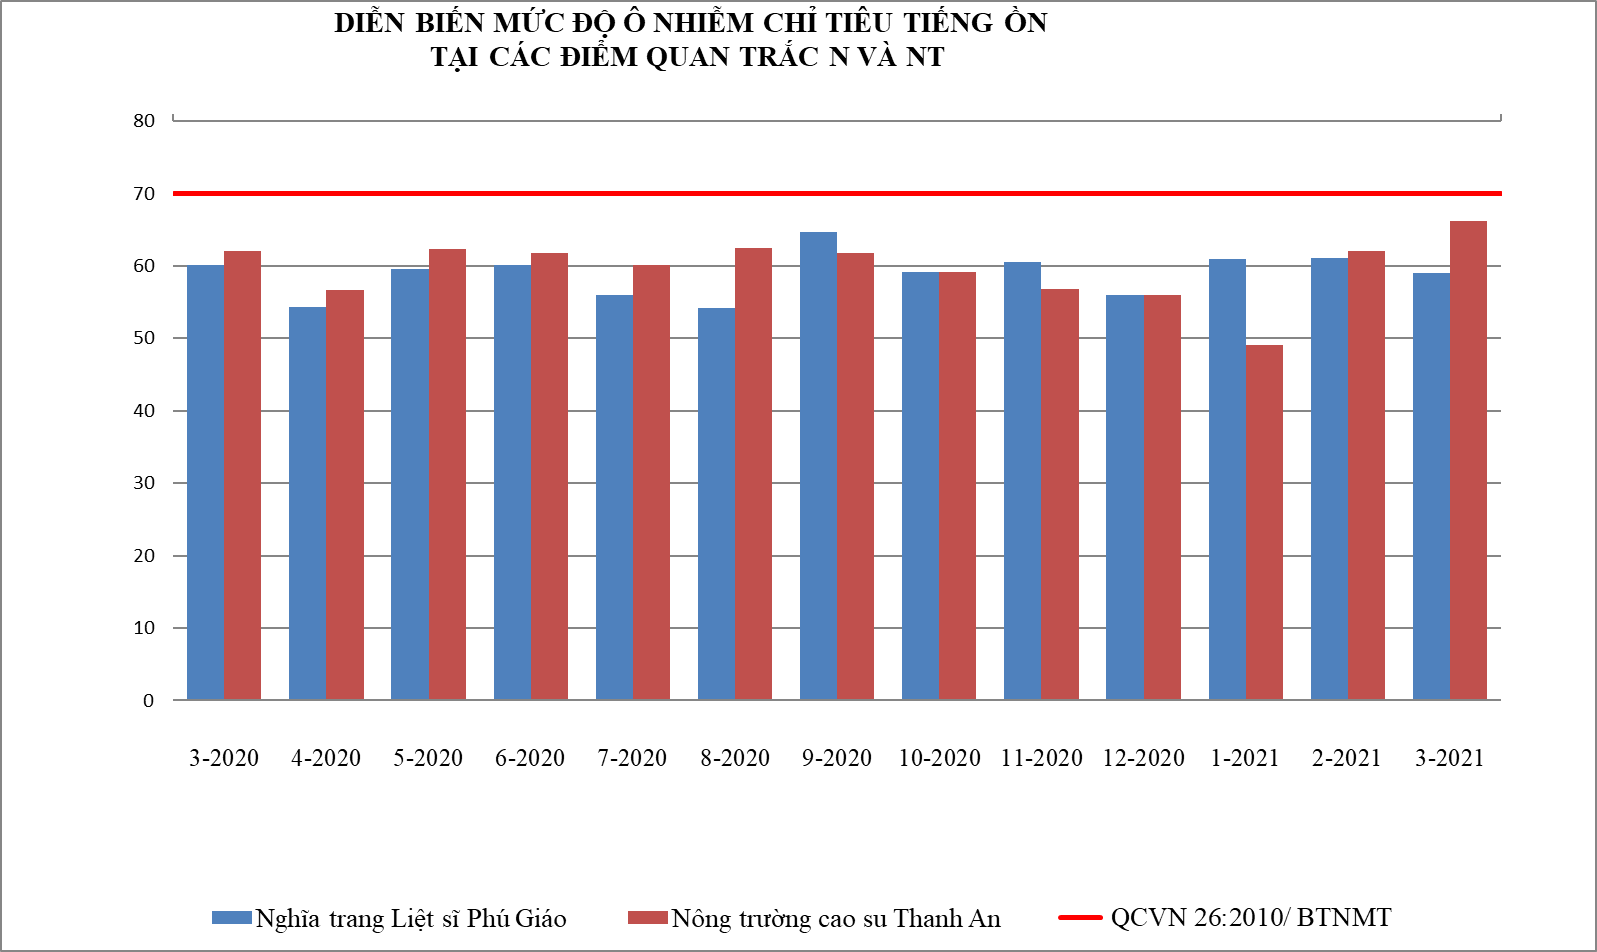 DIỄN BIẾN MỨC ĐỘ Ô NHIỄM CHỈ TIÊU TIẾNG ỒN
TẠI CÁC ĐIỂM QUAN TRẮC N VÀ NT
80
70
60
50
40
30
20
10
0
3-2020 4-2020 5-2020 6-2020 7-2020 8-2020 9-2020 10-2020 11-2020 12-2020 1-2021 2-2021 3-2021
Nghĩa trang Liệt sĩ Phú Giáo Nông trường cao su Thanh An QCVN 26:2010/ BTNMT